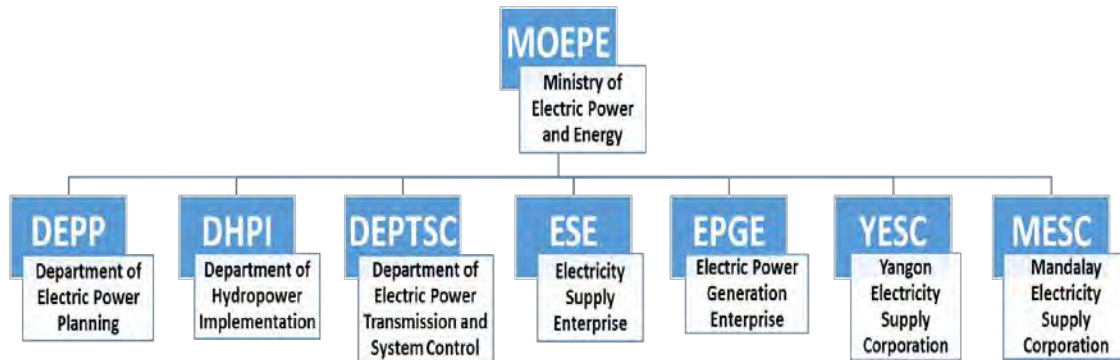 MOEPE
Ministry of
Electric Power
and Energy
DEPP
Department of
Electric Power
Planning
DHPI
Department of
Hydropower
Implementation
DEPTSC
Department of
Electric Power
Transmission and
System Control
ESE
Electricity
Supply
Enterprise
EPGE
Electric Power
Generation
Enterprise
YESC
Yangon
Electricity
Supply
Corporation
MESC
Mandalay
Electricity
Supply
Corporation